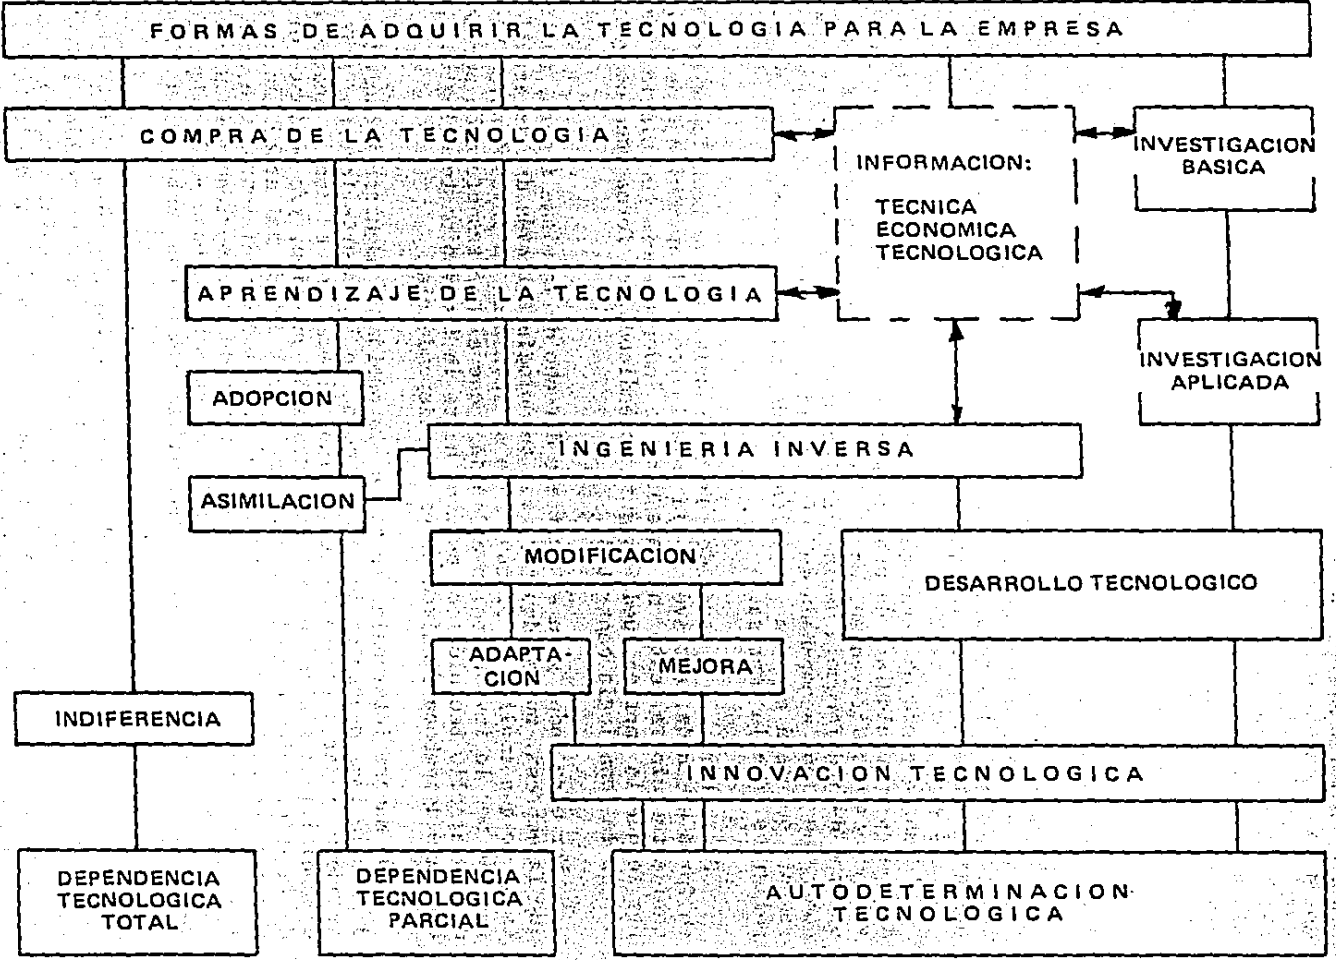 FORMAS DE ADQUIRIR LA TECNOLOGIA PARA LA EMPRESA
COMPRA DE LA TECNOLOGIA
INFORMACION:
TECNICA
ECONOMICA
TECNOLOGICA
INVESTIGACION
BASICA
APRENDIZAJE DE LA TECNOLOGIA
INVESTIGACION
APLICADA
ADOPCION
INGENIERIA INVERSA
ASIMILACION
MODIFICACION
DESARROLLO TECNOLOGICO
ADAPTA-
CION
MEJORA
INDIFERENCIA
INNOVACION TECNOLOGICA
DEPENDENCIA
TECNOLOGICA
TOTAL
DEPENDENCIA
TECNOLOGICA
PARCIAL
AUTODETERMINACION
TECNOLOGICA